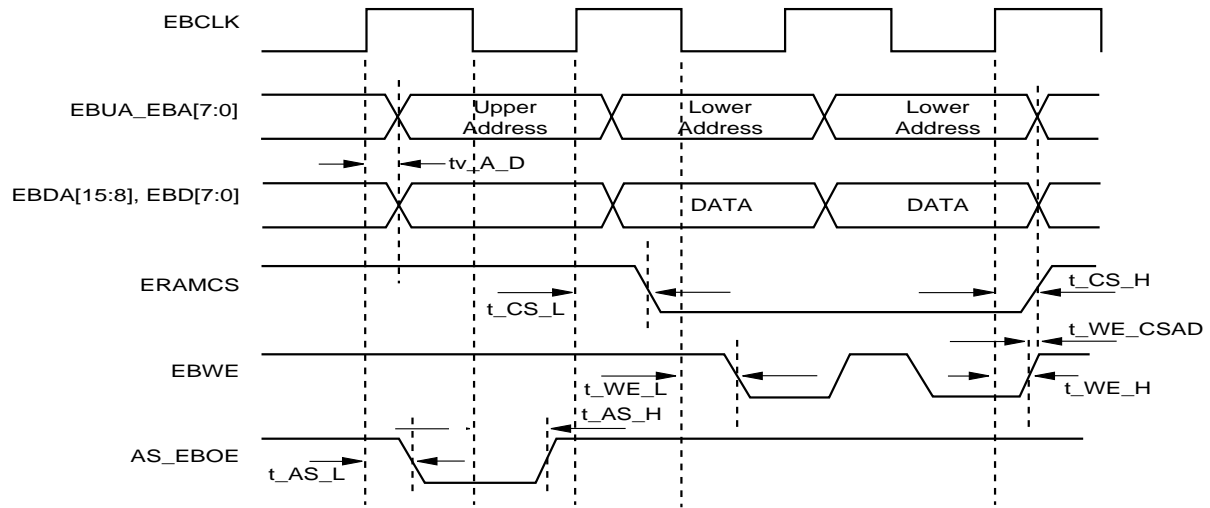 EBCLK
EBUA_EBA[7:0]
Upper
Address
Lower
Address
Lower
Address
tv_A_D
EBDA[15:8], EBD[7:0]
DATA
DATA
ERAMCS
t_CS_L
t_CS_H
t_WE_CSAD
EBWE
t_WE_L
t_WE_H
t_AS_H
AS_EBOE
t_AS_L